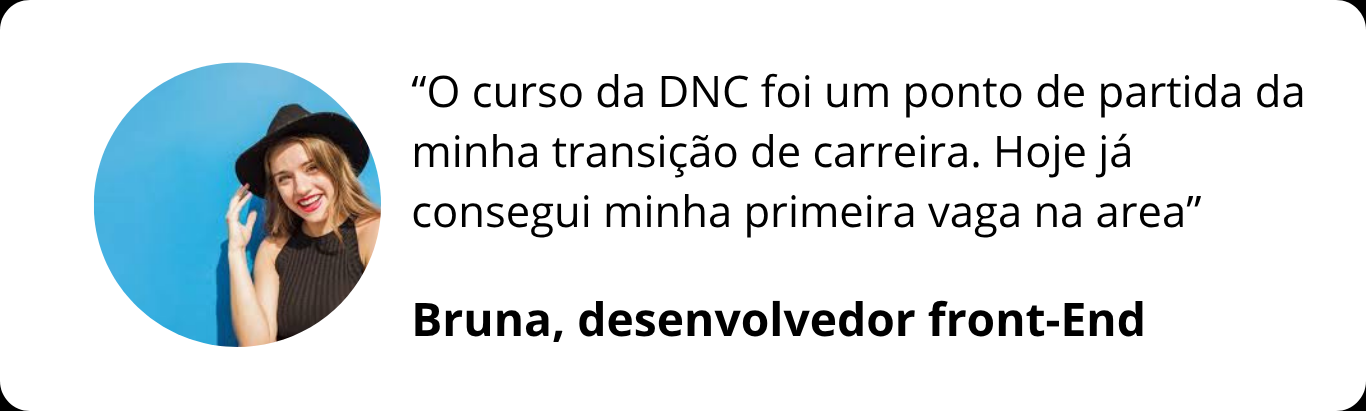 “O curso da DNC foi um ponto de partida da
minha transição de carreira. Hoje já
consegui minha primeira vaga na area”
Bruna, desenvolvedor front-End